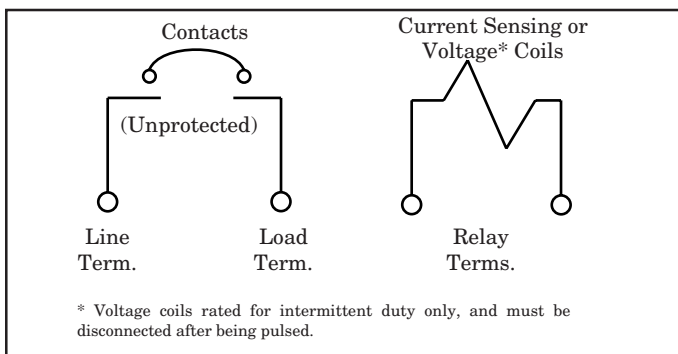 Contacts
Current Sensing or
Voltage* Coils
(Unprotected)
Line
Term.
Load
Term.
Relay
Terms.
* Voltage coils rated for intermittent duty only, and must be
disconnected after being pulsed.